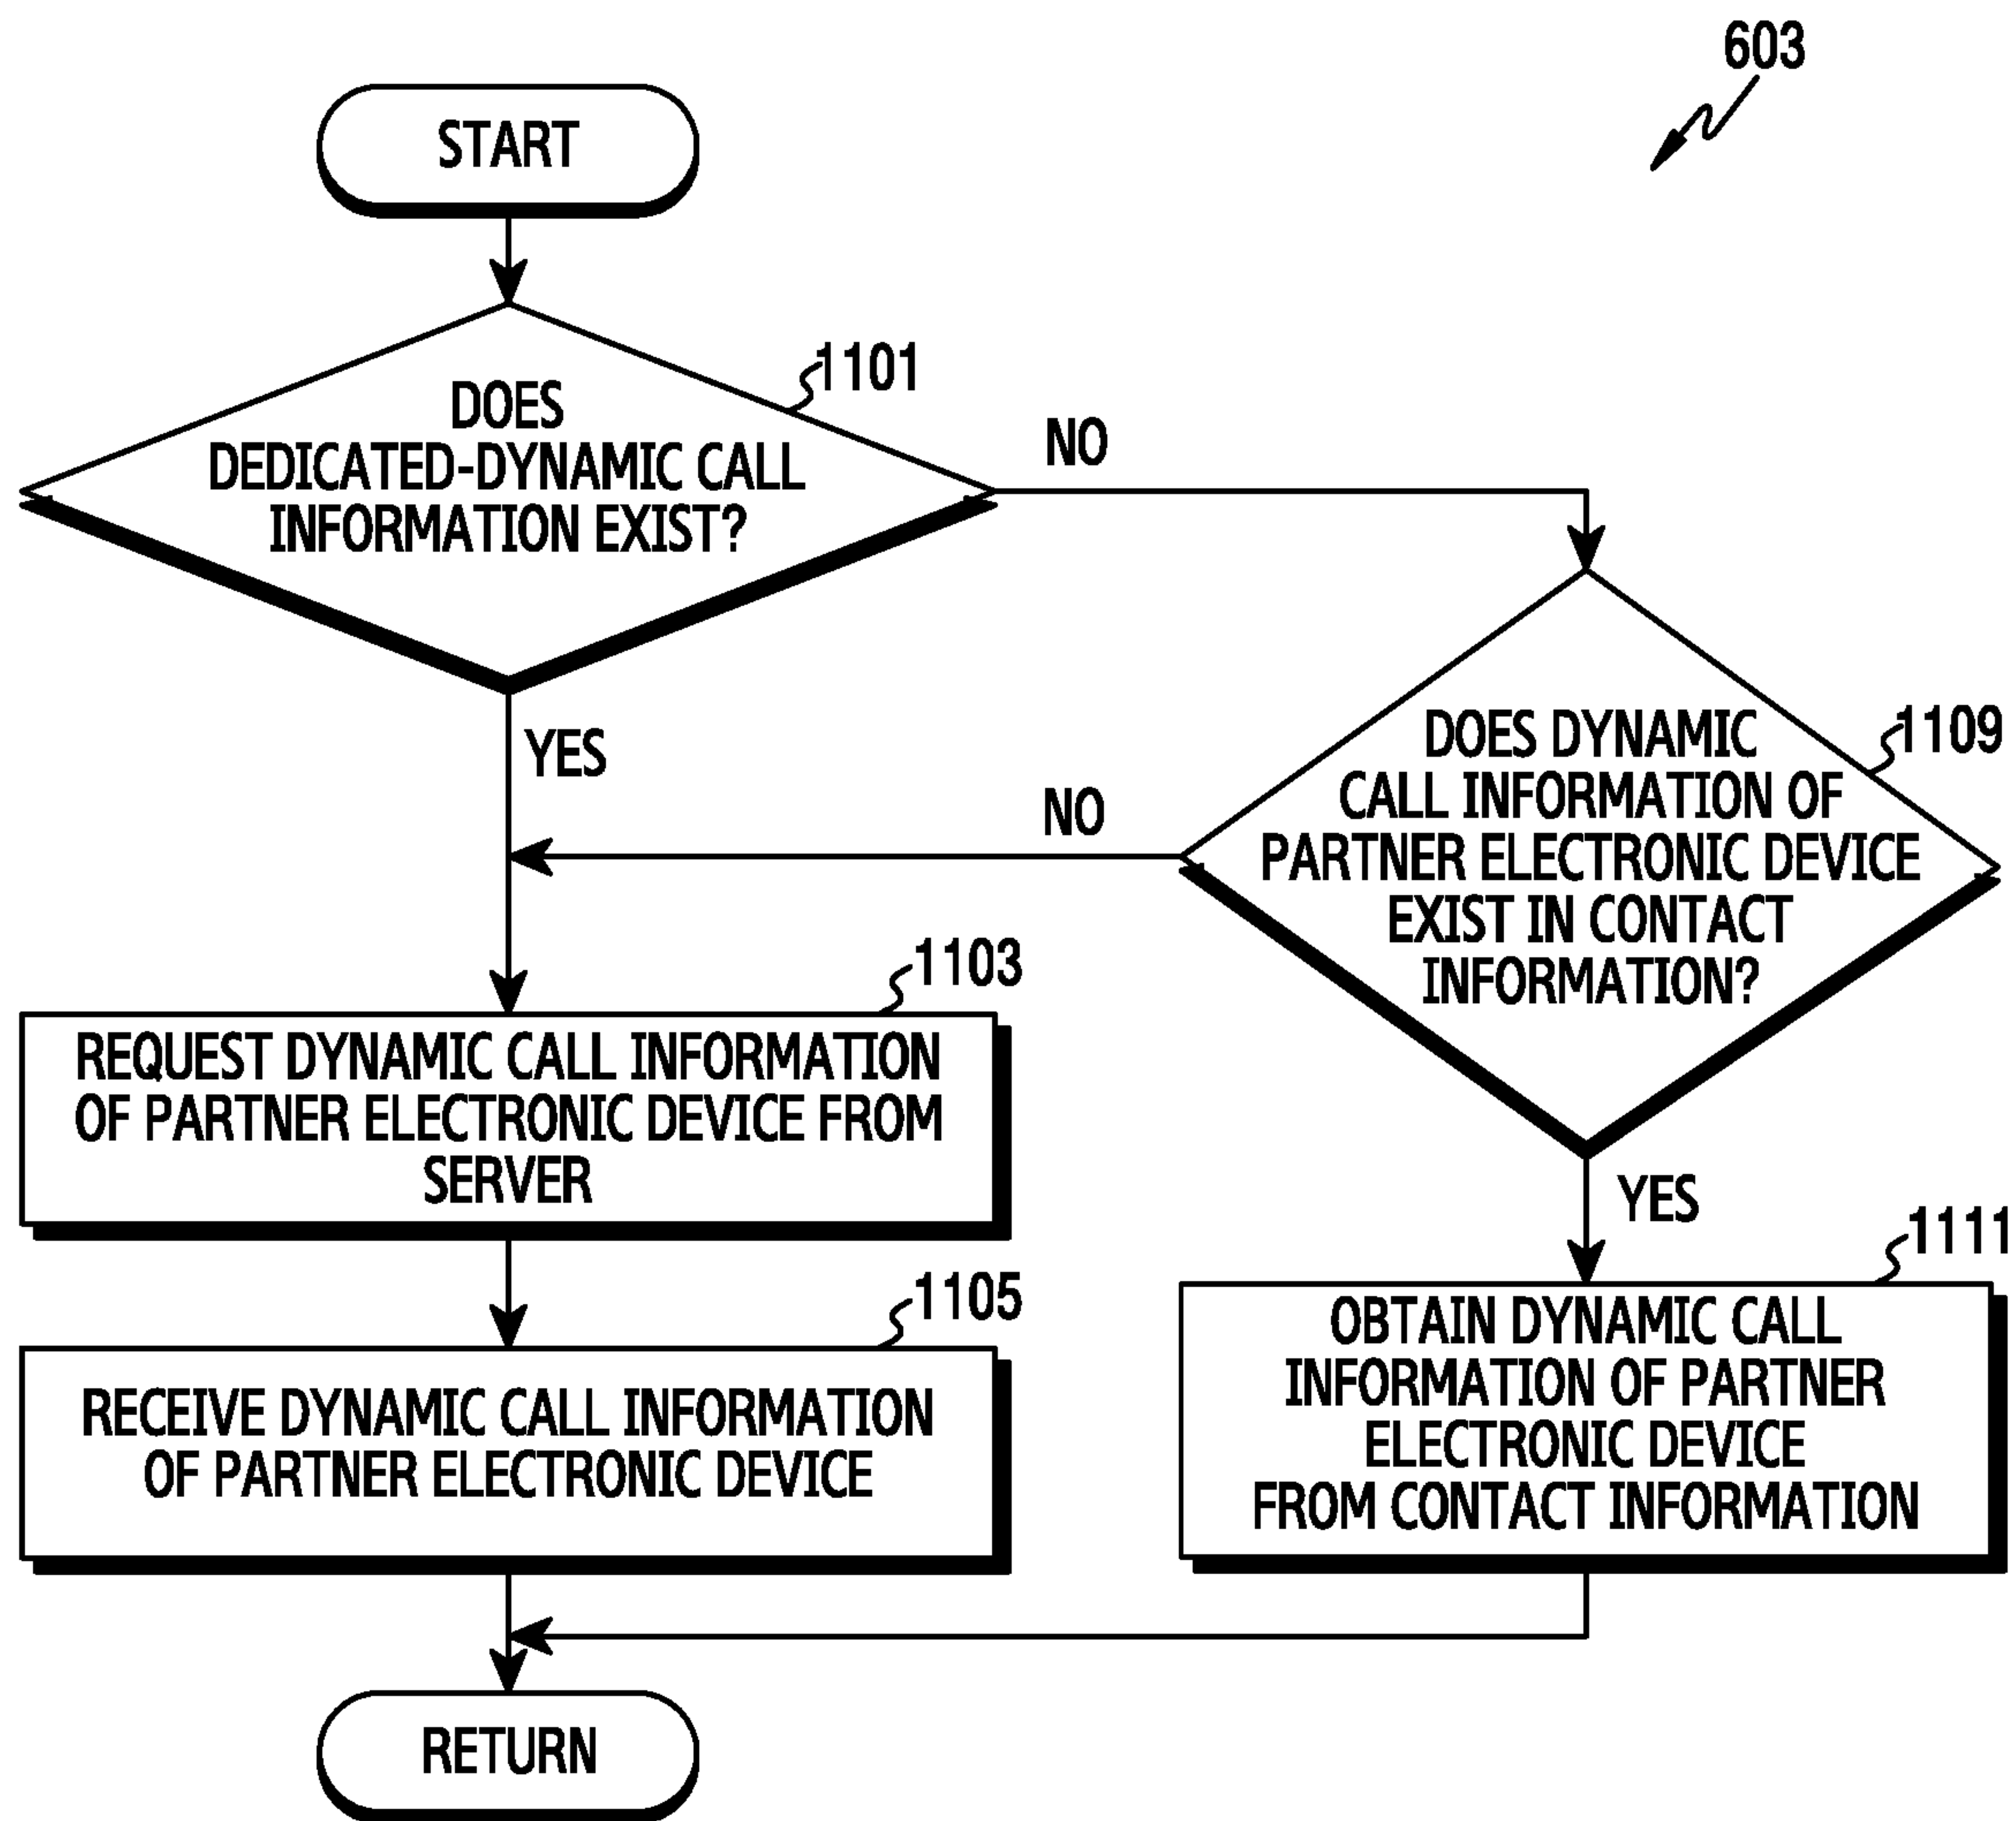 603
START
1101
DOES
DEDICATED-DYNAMIC CALL
INFORMATION EXIST?
NO
YES
1109
DOES DYNAMIC
CALL INFORMATION OF
PARTNER ELECTRONIC DEVICE
EXIST IN CONTACT
INFORMATION?
NO
YES
1103
REQUEST DYNAMIC CALL INFORMATION
OF PARTNER ELECTRONIC DEVICE FROM
SERVER
1105
RECEIVE DYNAMIC CALL INFORMATION
OF PARTNER ELECTRONIC DEVICE
1111
OBTAIN DYNAMIC CALL
INFORMATION OF PARTNER
ELECTRONIC DEVICE
FROM CONTACT INFORMATION
RETURN